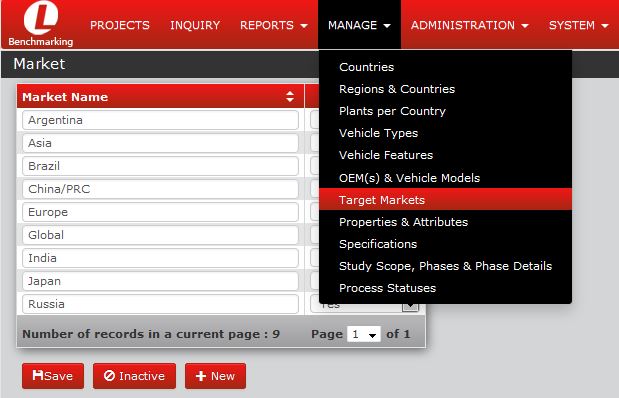 L
Benchmarking
PROJECTS INQUIRY REPORTS MANAGE ADMINISTRATION SYSTEM
Market
Market Name
Argentina
Asia
Brazil
China/PRC
Europe
Global
India
Japan
Russia
Yes
Countries
Regions & Countries
Plants per Country
Vehicle Types
Vehicle Features
OEM(s) & Vehicle Models
Target Markets
Properties & Attributes
Specifications
Study Scope, Phases & Phase Details
Process Statuses
Number of records in a current page : 9 Page 1 of 1
Save Inactive New